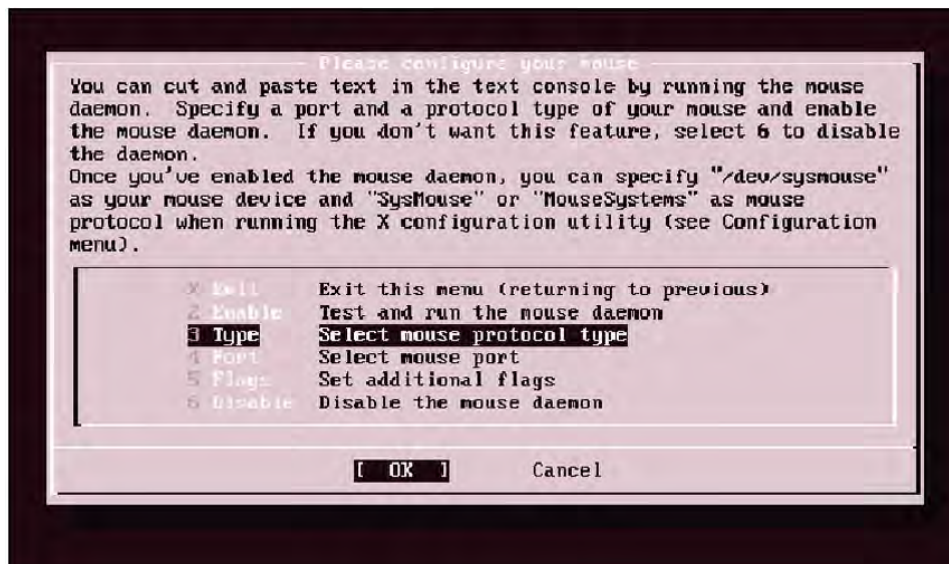 Please configure your mouse
You can cut and paste text in the text console by running the mouse
daemon.  Specify a port and a protocol type of your mouse and enable
the mouse daemon.  If you don't want this feature, select 6 to disable
the daemon.
Once you've enabled the mouse daemon, you can specify "/dev/sysmouse"
as your mouse device and "SysMouse" or "MouseSystems" as mouse
protocol when running the X configuration utility (see Configuration
menu).
X Exit Exit this menu (returning to previous)
2 Enable Test and run the mouse daemon
3 Type Select mouse protocol type
4 Port Select mouse port
5 Flags Set additional flags
6 Disable Disable the mouse daemon
[ OK ] Cancel